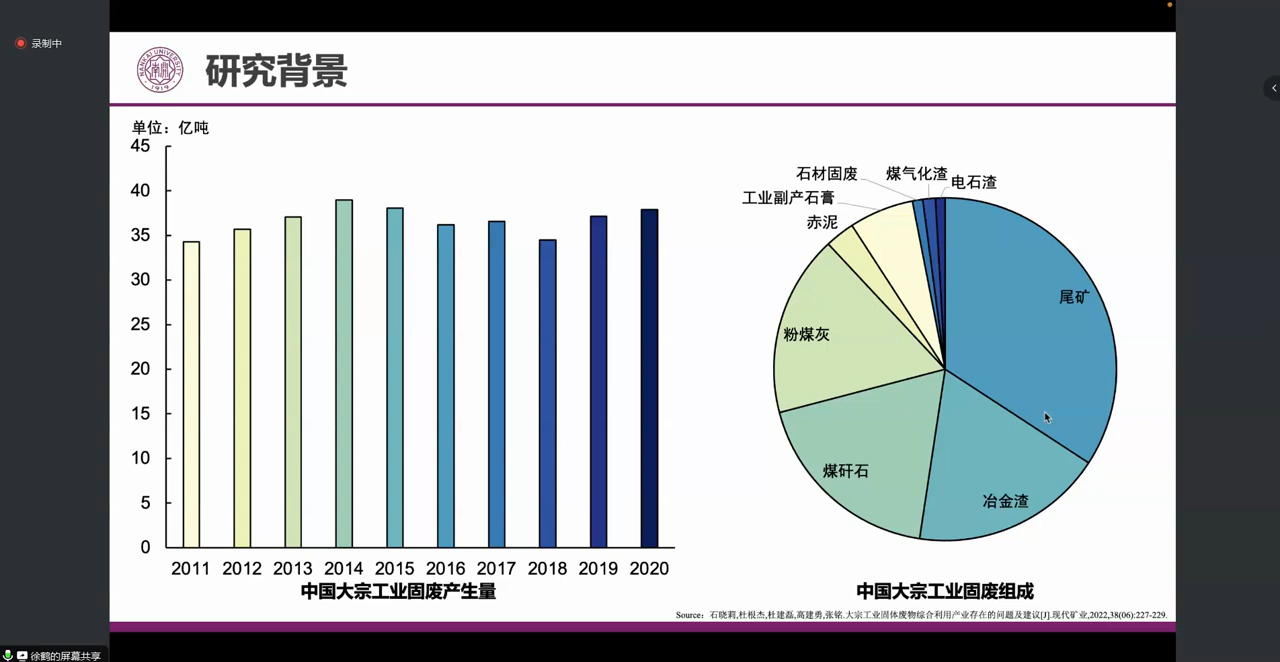 录制中
NANKAI UNIVERSITY
南开
1919
研究背景
单位：亿吨
45
40
35
30
25
20
15
10
5
0
2011 2012 2013 2014 2015 2016 2017 2018 2019 2020
中国大宗工业固废产生量
石材固废
煤气化渣
电石渣
工业副产石膏
赤泥
尾矿
粉煤灰
煤矸石
冶金渣
中国大宗工业固废组成
Source：石晓莉,杜根杰,杜建磊,高建勇,张铭.大宗工业固体废物综合利用产业存在的问题及建议[J].现代矿业,2022,38(06):227-229.
徐鹤的屏幕共享